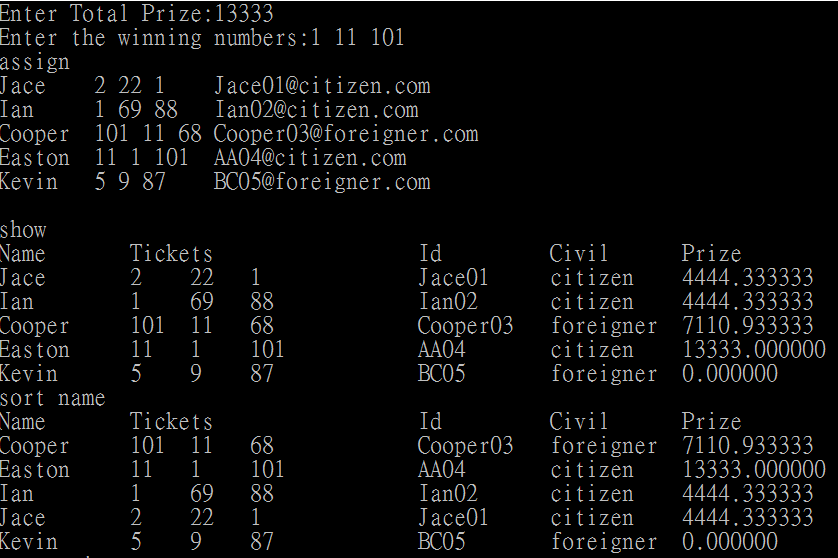 Enter Total Prize:13333
Enter the winning numbers:1 11 101
assign
Jace    2 22 1    Jace01@citizen.com
Ian     1 69 88   Ian02@citizen.com
Cooper  101 11 68 Cooper03@foreigner.com
Easton  11 1 101  AA04@citizen.com
Kevin   5 9 87    BC05@foreigner.com

show
Name       Tickets                 Id         Civil      Prize
Jace       2    22   1             Jace01     citizen    4444.333333
Ian        1    69   88            Ian02      citizen    4444.333333
Cooper     101  11   68            Cooper03   foreigner  7110.933333
Easton     11   1    101           AA04       citizen    13333.000000
Kevin      5    9    87            BC05       foreigner  0.000000
sort name
Name       Tickets                 Id         Civil      Prize
Cooper     101  11   68            Cooper03   foreigner  7110.933333
Easton     11   1    101           AA04       citizen    13333.000000
Ian        1    69   88            Ian02      citizen    4444.333333
Jace       2    22   1             Jace01     citizen    4444.333333
Kevin      5    9    87            BC05       foreigner  0.000000